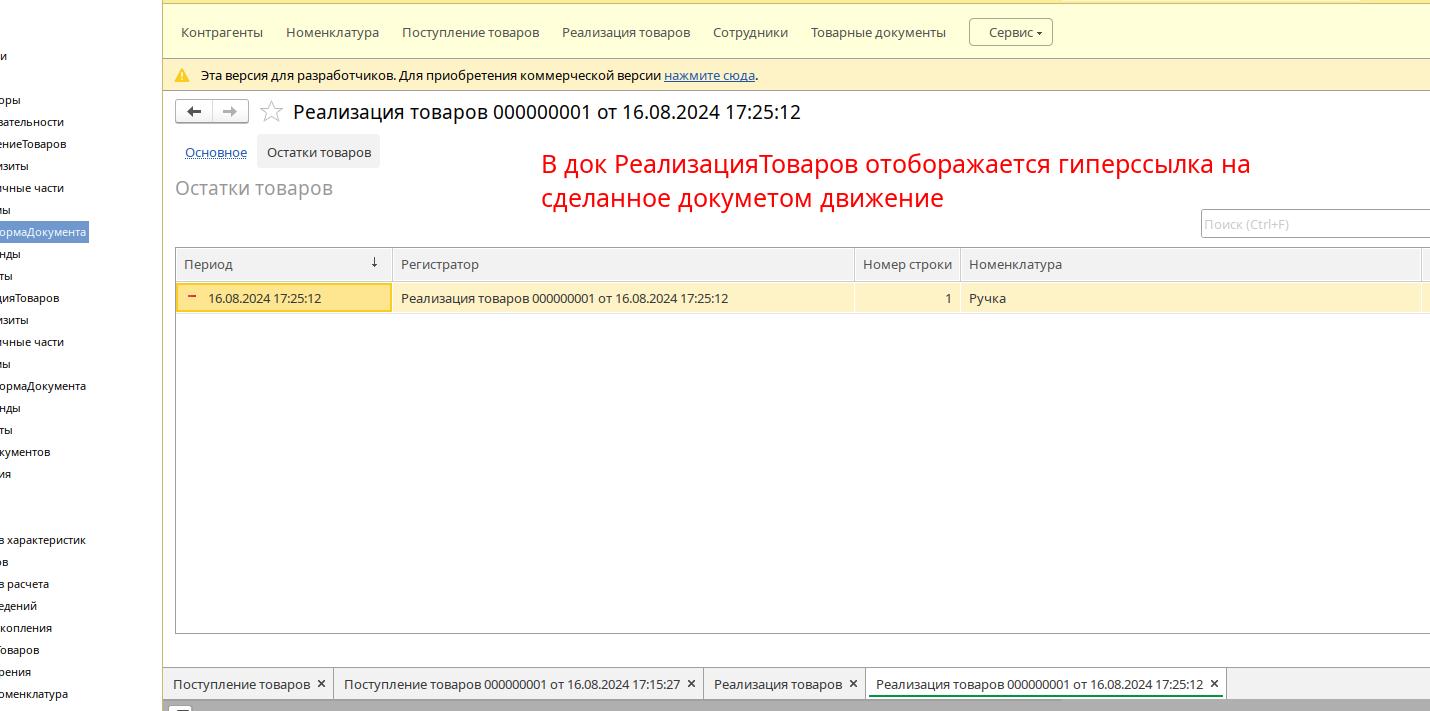 Контрагенты Номенклатура Поступление товаров Реализация товаров Сотрудники Товарные документы Сервис
и
Эта версия для разработчиков. Для приобретения коммерческой версии нажмите сюда.
оры
Реализация товаров 000000001 от 16.08.2024 17:25:12
вательности
ениеТоваров
Основное Остатки товаров
изиты
В док РеализацияТоваров отоборажается гиперссылка на
ичные части
Остатки товаров
сделанное докуметом движение
мы
Поиск (Ctrl+F)
ормаДокумента
нды
Период Регистратор Номер строки Номенклатура
ты
цияТоваров
16.08.2024 17:25:12 Реализация товаров 000000001 от 16.08.2024 17:25:12 1 Ручка
изиты
ичные части
мы
ормаДокумента
нды
ты
кументов
ия
в характеристик
ов
в расчета
едений
копления
Товаров
рения
оменклатура
Поступление товаров Поступление товаров 000000001 от 16.08.2024 17:15:27 Реализация товаров Реализация товаров 000000001 от 16.08.2024 17:25:12